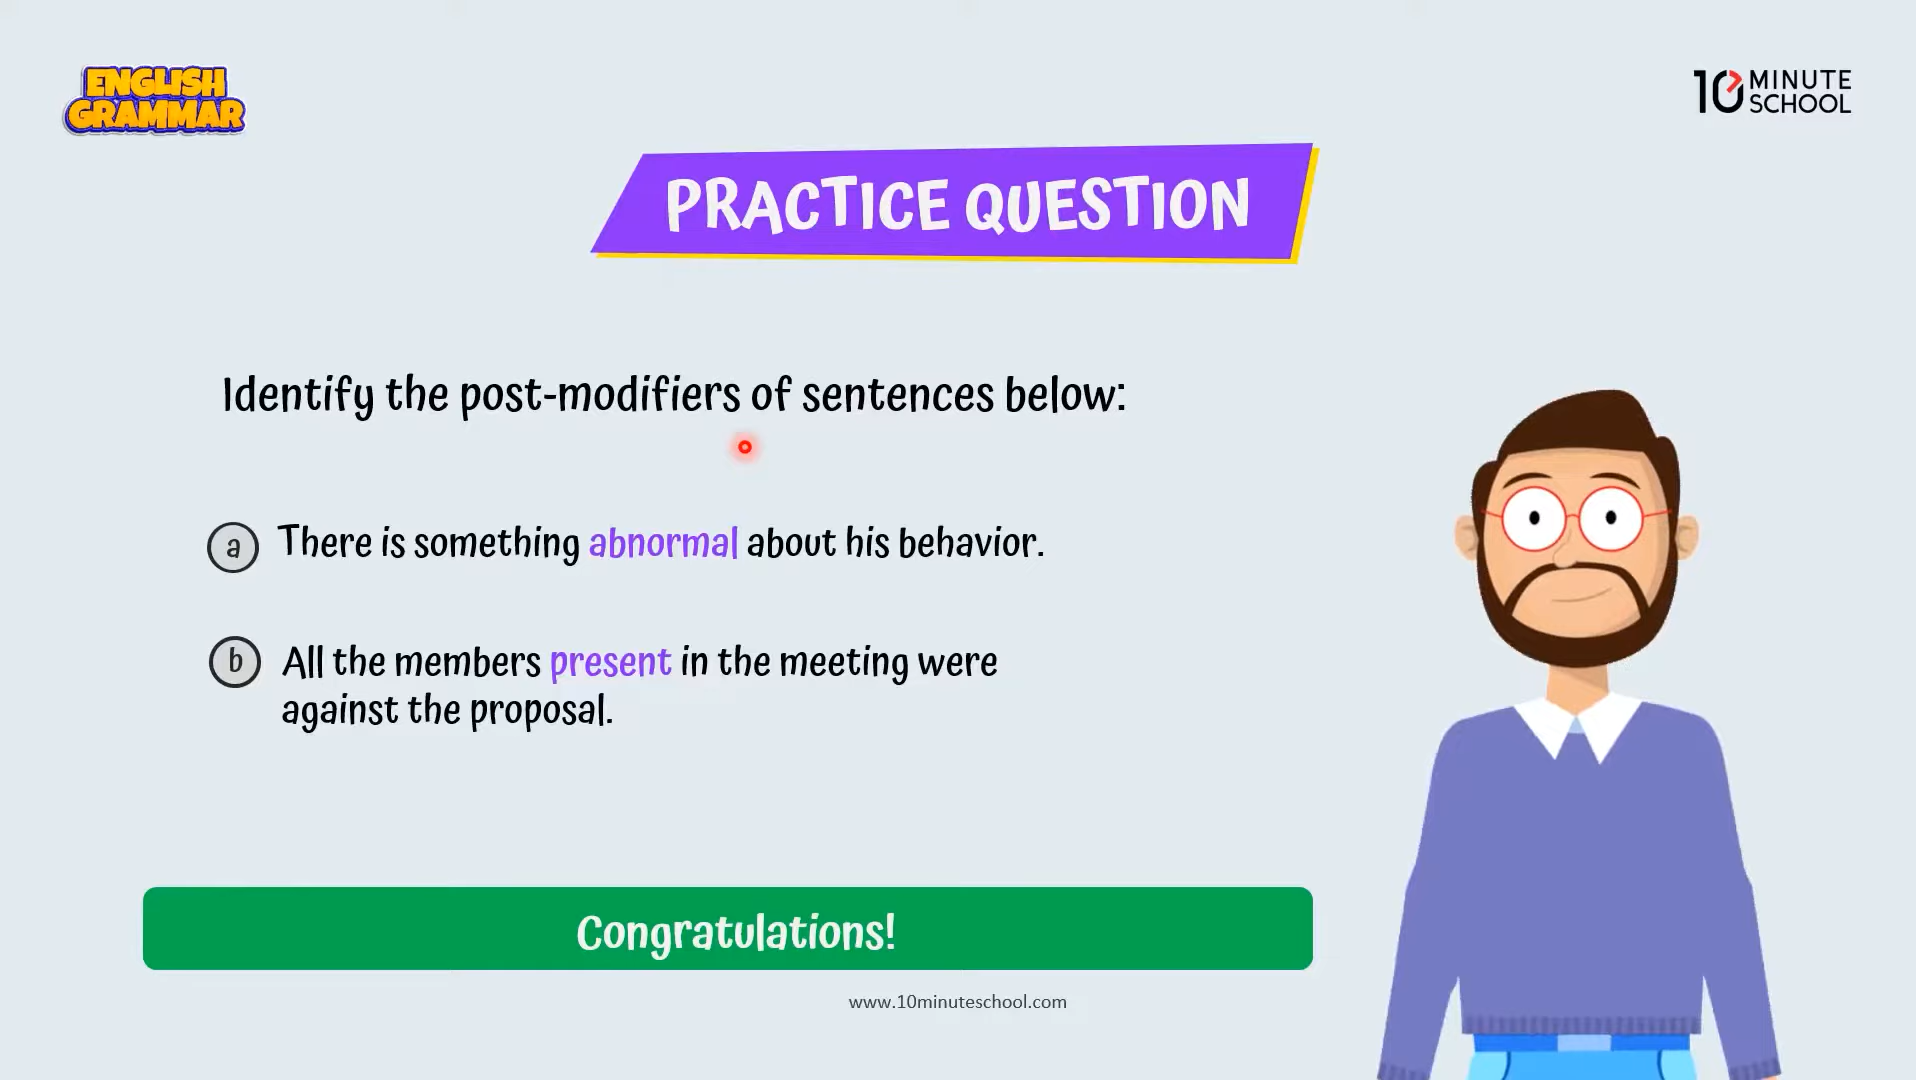 ENGLISH
GRAMMAR
10 MINUTE
SCHOOL
PRACTICE QUESTION
Identify the post-modifiers of sentences below:
a There is something abnormal about his behavior.
b All the members present in the meeting were
against the proposal.
Congratulations!
www.10minuteschool.com